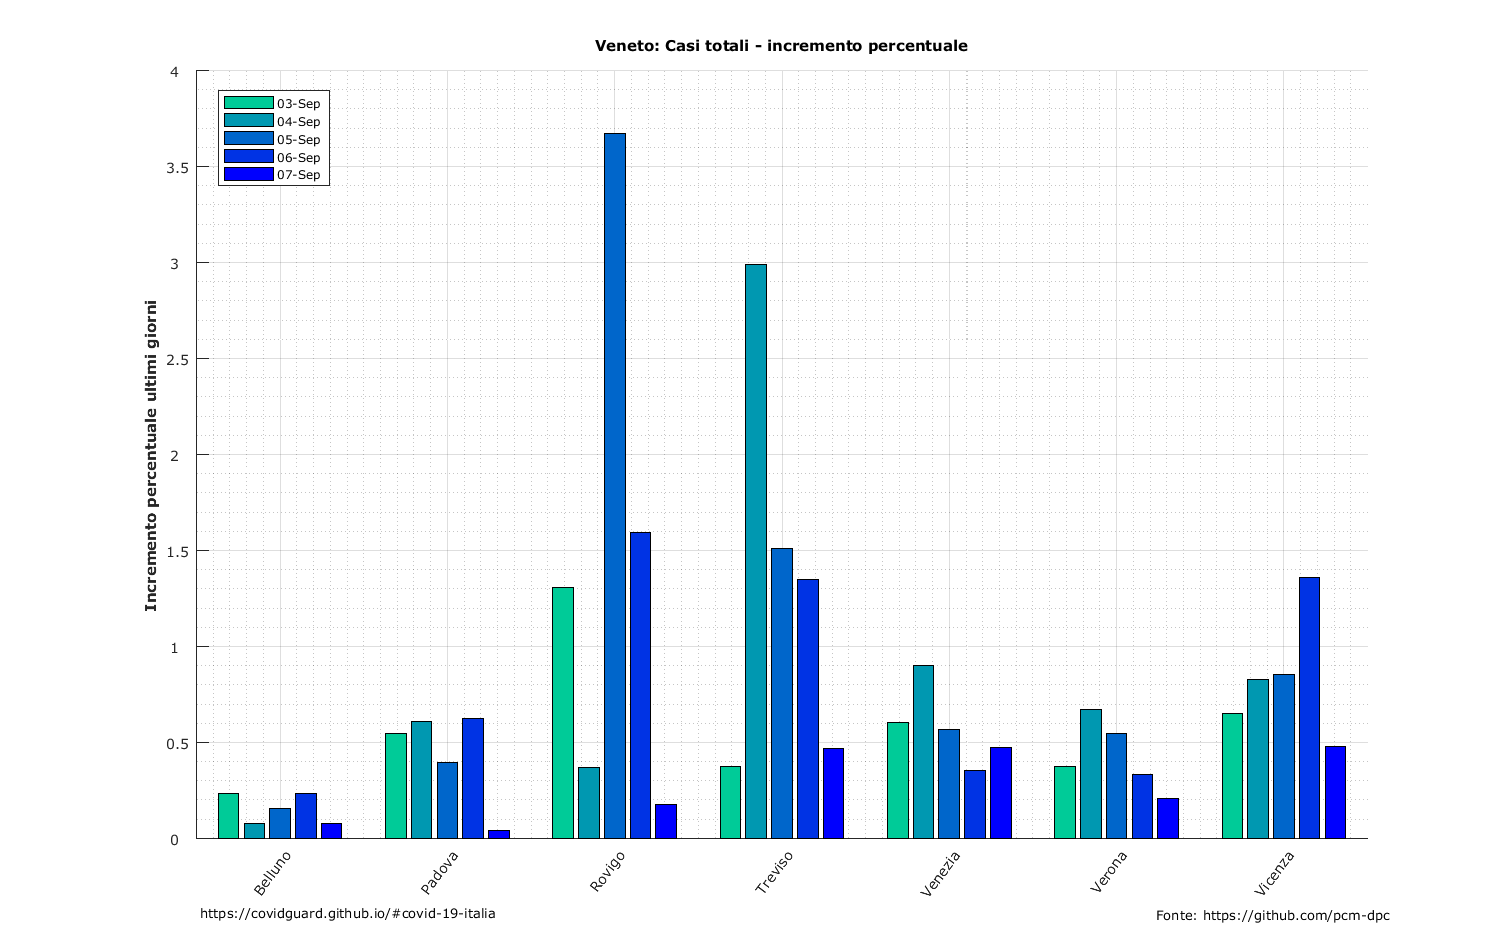 Veneto: Casi totali - incremento percentuale
4
3.5
3
2.5
2
1.5
1
0.5
0
Incremento percentuale ultimi giorni
03-Sep
04-Sep
05-Sep
06-Sep
07-Sep
Belluno
Padova
Rovigo
Treviso
Venezia
Verona
Vicenza
https://covidguard.github.io/#covid-19-italia
Fonte: https://github.com/pcm-dpc